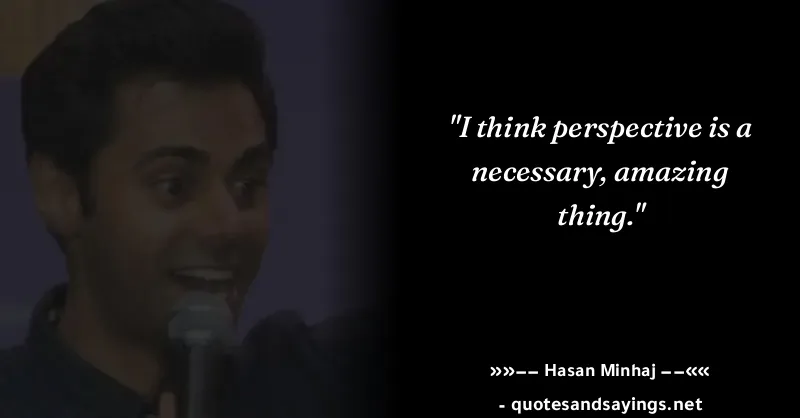 "I think perspective is a
necessary, amazing
thing."
»»−− Hasan Minhaj −−««
- quotesandsayings.net